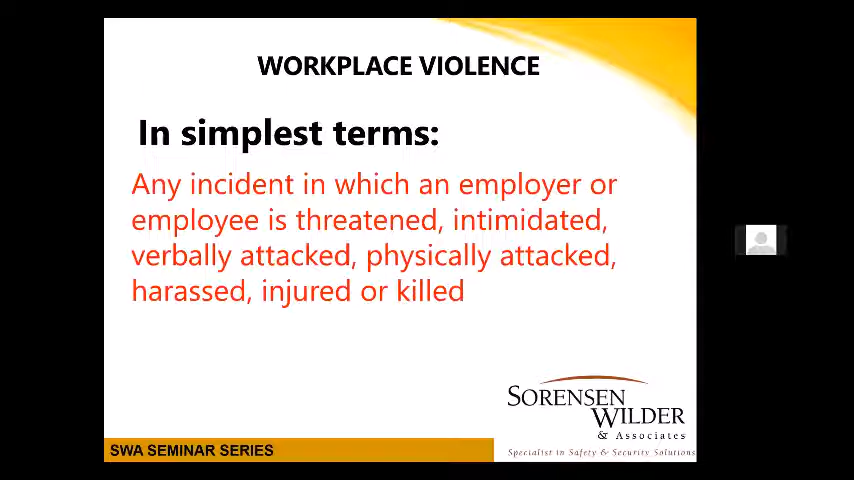 WORKPLACE VIOLENCE
In simplest terms:
Any incident in which an employer or
employee is threatened, intimidated,
verbally attacked, physically attacked,
harassed, injured or killed
SORENSEN
WILDER
& Associates
Specialist in Safety & Security Solutions
SWA SEMINAR SERIES